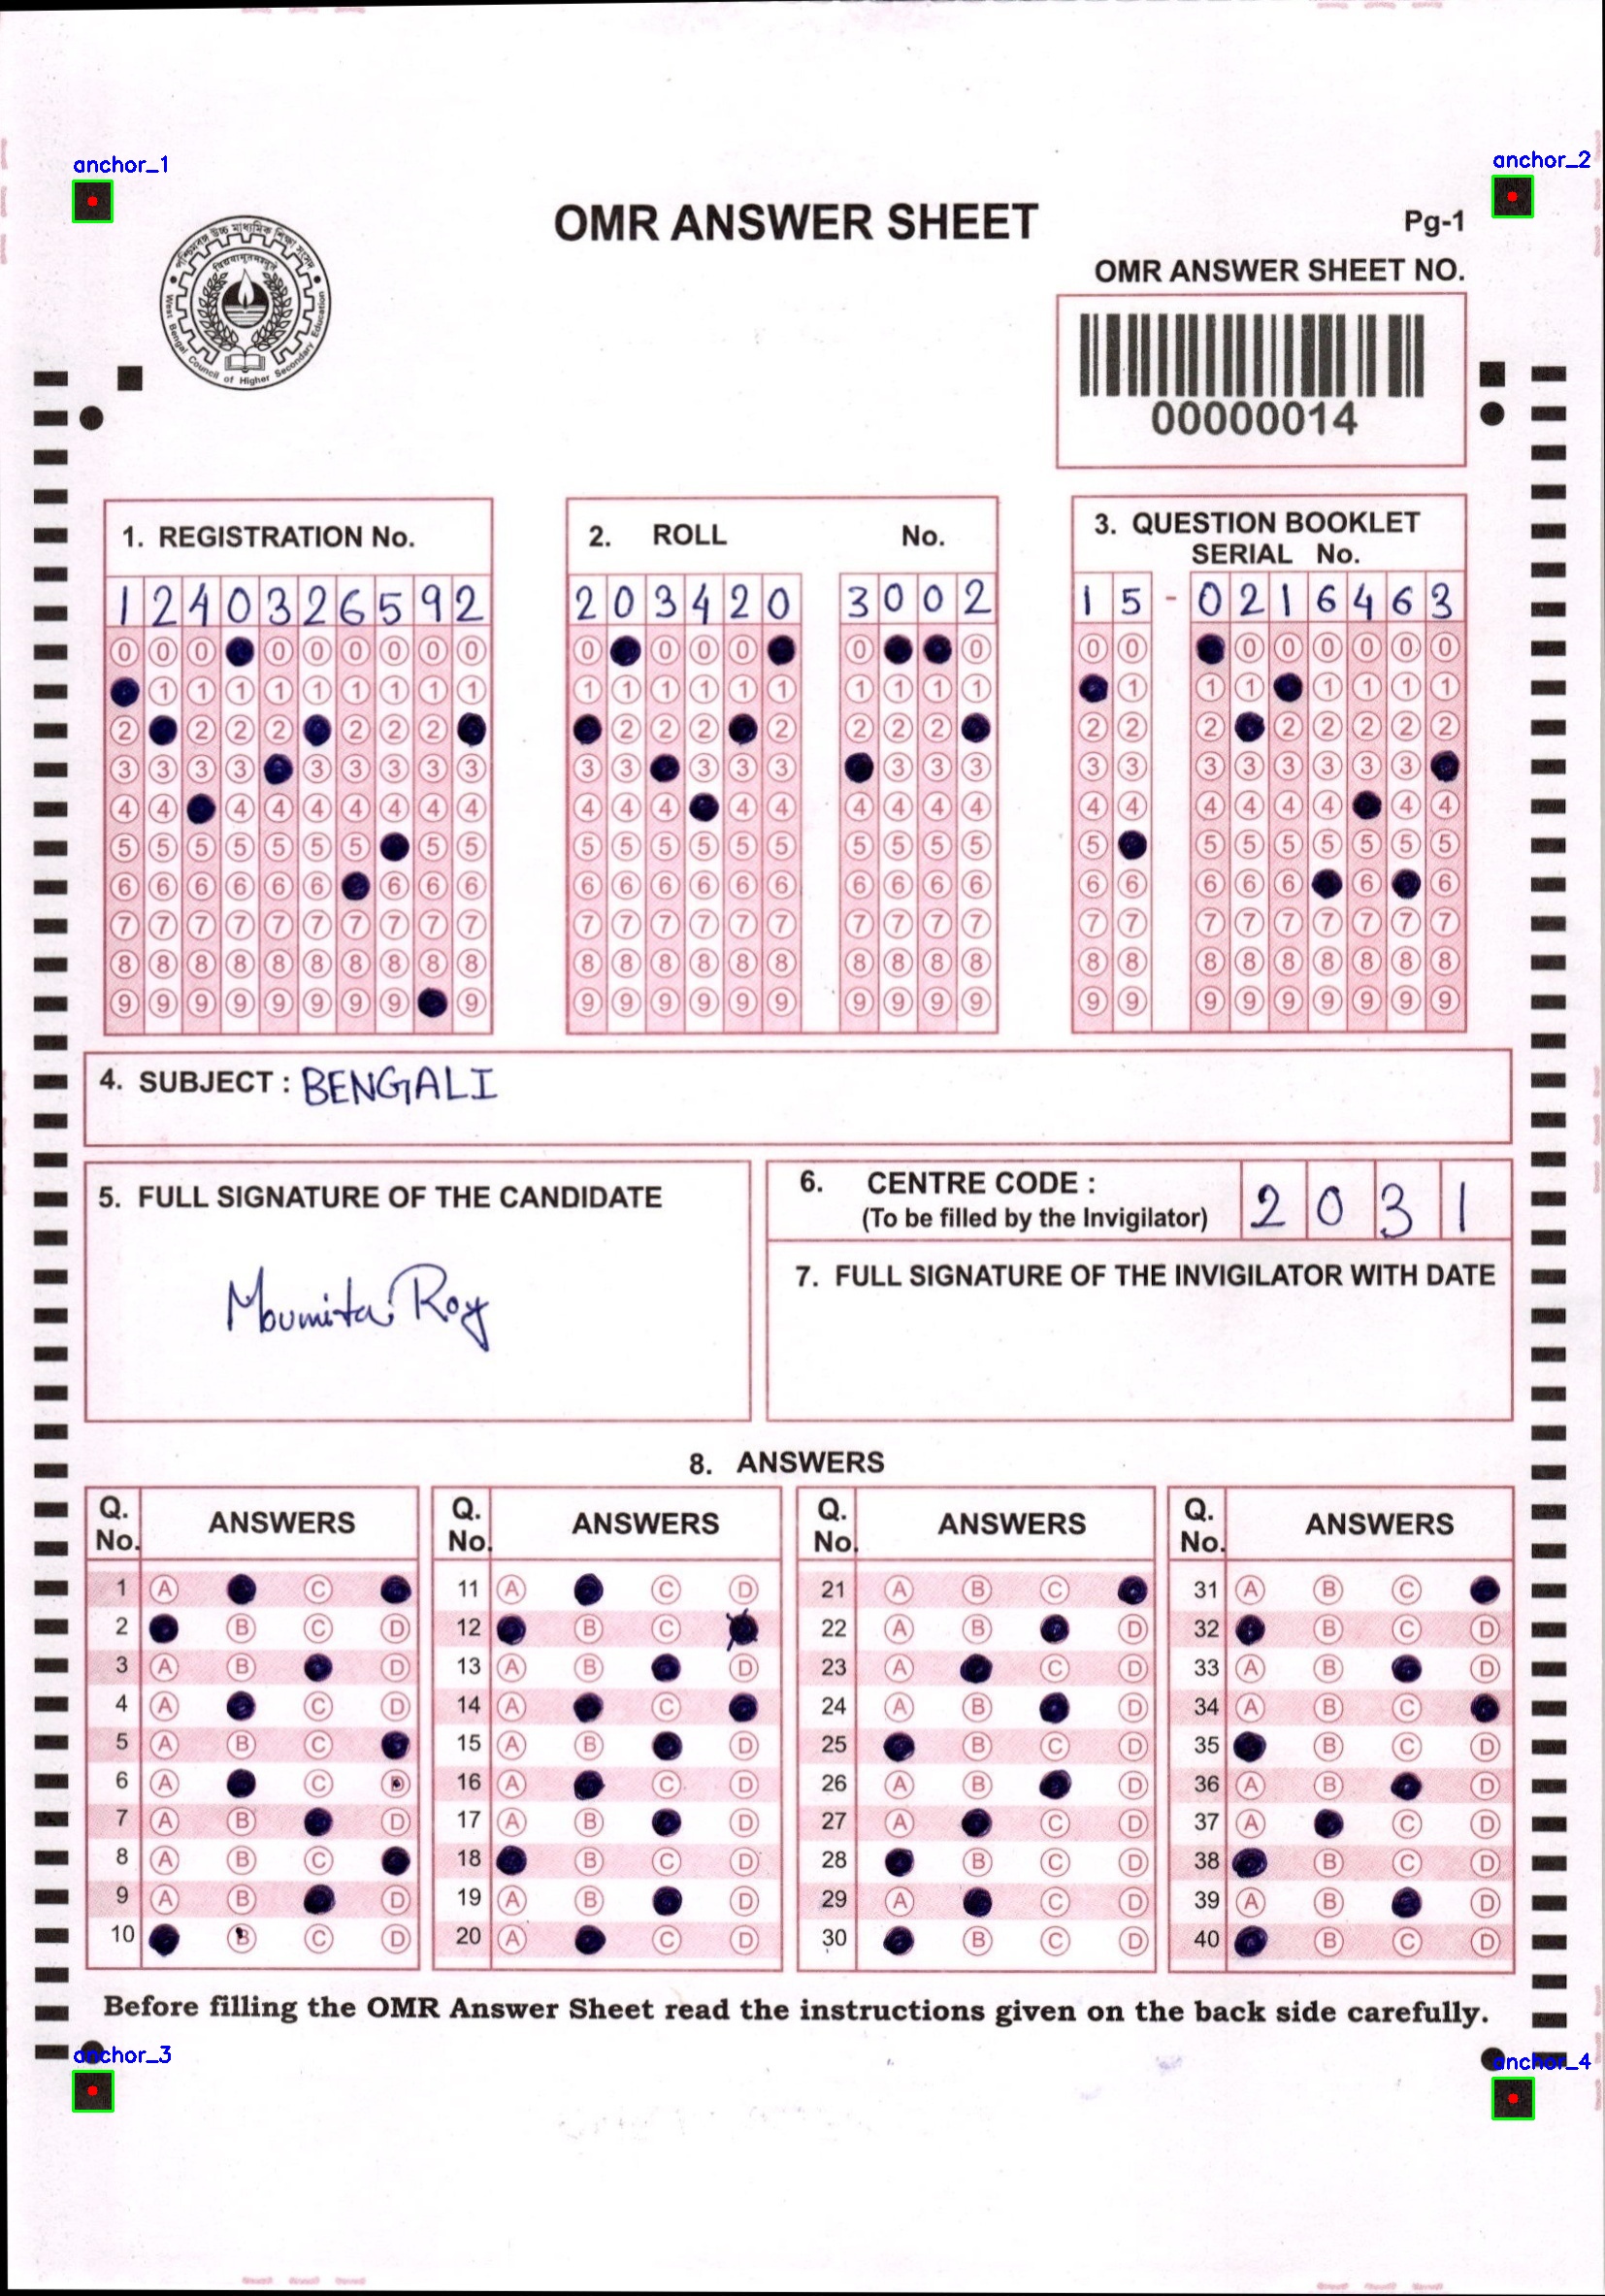 anchor_1
anchor_2
OMR ANSWER SHEET
Pg-1
OMR ANSWER SHEET NO.
00000014
West Bengal Council of Higher Secondary Education
1. REGISTRATION No.
1 2 4 0 3 2 6 5 9 2
2. ROLL No.
2 0 3 4 2 0 3 0 0 2
3. QUESTION BOOKLET
SERIAL No.
1 5 - 0 2 1 6 4 6 3
4. SUBJECT : BENGALI
5. FULL SIGNATURE OF THE CANDIDATE
Moumita Roy
6. CENTRE CODE :
(To be filled by the Invigilator)
2 0 3 1
7. FULL SIGNATURE OF THE INVIGILATOR WITH DATE
8. ANSWERS
Q. No. ANSWERS Q. No. ANSWERS Q. No. ANSWERS Q. No. ANSWERS
1 A C 11 A C D 21 A B C 31 A B C
2 B C D 12 B C 22 A B D 32 B C D
3 A B D 13 A B D 23 A C D 33 A B D
4 A C D 14 A C 24 A B D 34 A B C
5 A B C 15 A B D 25 B C D 35 B C D
6 A C D 16 A C D 26 A B D 36 A B D
7 A B D 17 A B D 27 A C D 37 A C D
8 A B C 18 B C D 28 B C D 38 B C D
9 A B D 19 A B D 29 A C D 39 A B D
10 B C D 20 A C D 30 B C D 40 B C D
Before filling the OMR Answer Sheet read the instructions given on the back side carefully.
anchor_3
anchor_4